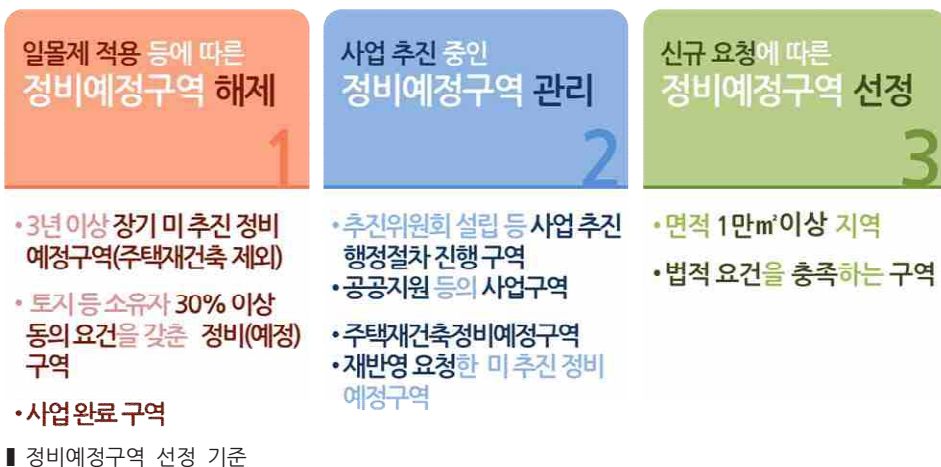 일몰제 적용 등에 따른
정비예정구역 해제
1
•3년 이상 장기 미 추진 정비
예정구역(주택재건축 제외)
• 토지 등 소유자 30% 이상
동의 요건을 갖춘 정비(예정)
구역
•사업 완료 구역
사업 추진 중인
정비예정구역 관리
2
•추진위원회 설립 등 사업 추진
행정절차 진행 구역
•공공지원 등의 사업구역
•주택재건축정비예정구역
•재반영 요청한 미 추진 정비
예정구역
신규 요청에 따른
정비예정구역 선정
3
•면적 1만㎡이상 지역
•법적 요건을 충족하는 구역
▮ 정비예정구역 선정 기준